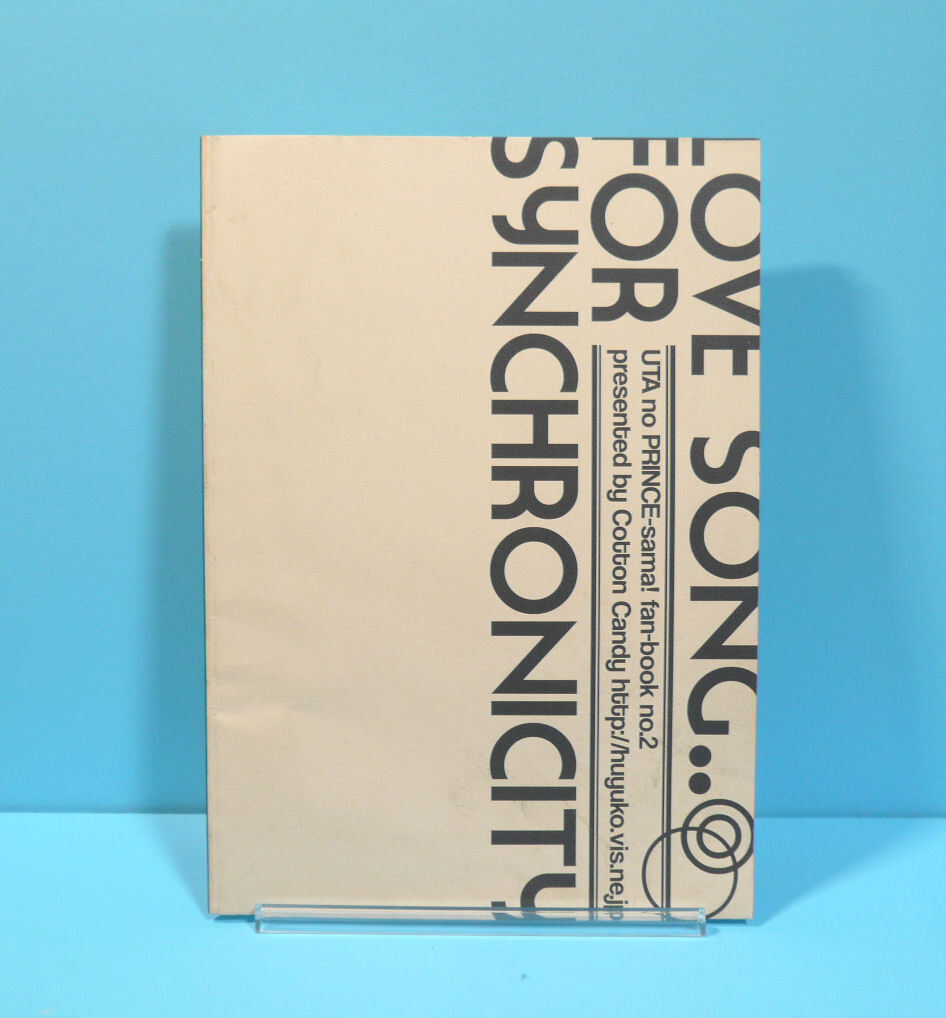 LOVE SONG..
FOR
UTA no PRINCE-sama! fan-book no.2
presented by Cotton Candy http://huyuko.vis.ne.jp
SyNCHRONICITy